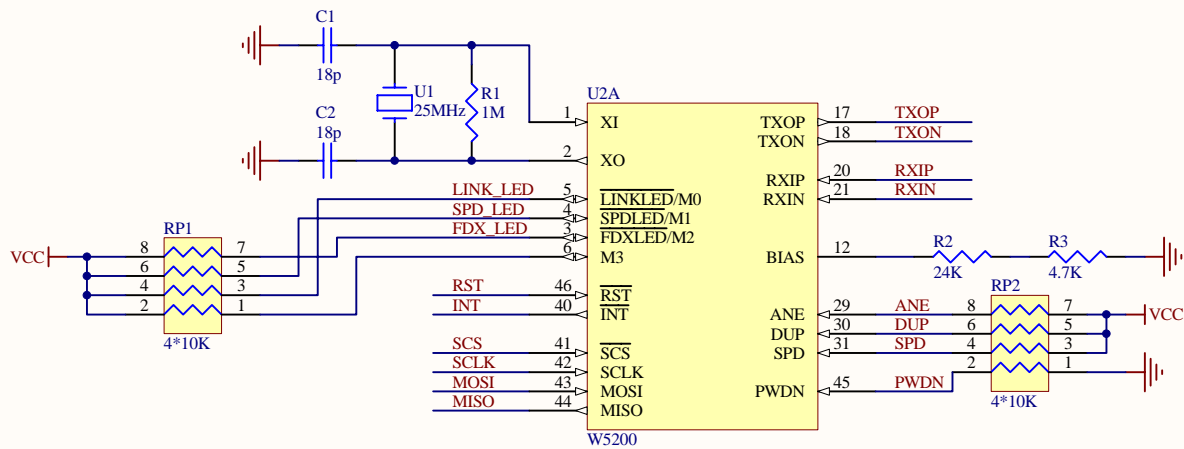 C1
18p
U1
25MHz
R1
1M
C2
18p
U2A
1 XI
2 XO
LINK_LED 5 LINKLED/M0
SPD_LED 4 SPDLED/M1
FDX_LED 3 FDXLED/M2
6 M3
RST 46 RST
INT 40 INT
SCS 41 SCS
SCLK 42 SCLK
MOSI 43 MOSI
MISO 44 MISO
W5200
RP1
VCC
8 7
6 5
4 3
2 1
4*10K
TXOP 17 TXOP
TXON 18 TXON
RXIP 20 RXIP
RXIN 21 RXIN
BIAS 12
R2
24K
R3
4.7K
RP2
ANE 29 ANE 8 7 VCC
DUP 30 DUP 6 5
SPD 31 SPD 4 3
2 1
PWDN 45 PWDN
4*10K